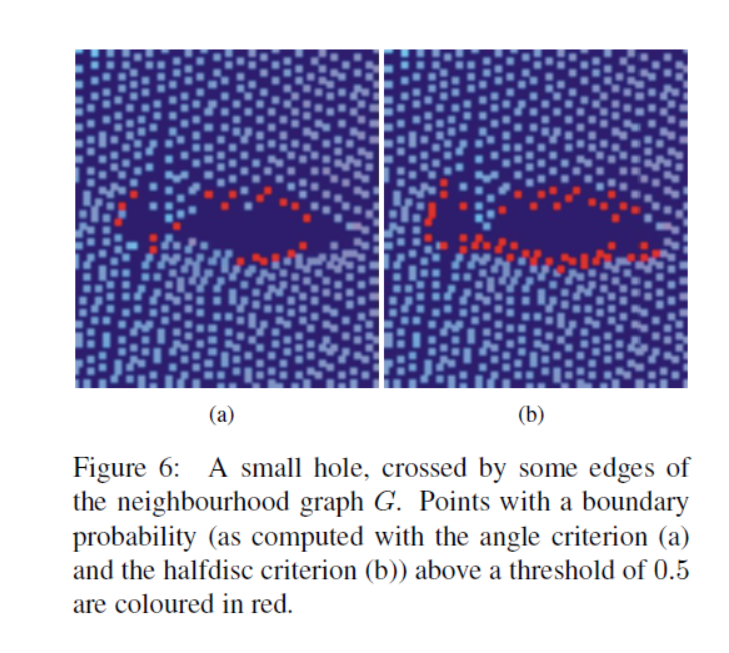 (a)
(b)
Figure 6: A small hole, crossed by some edges of
the neighbourhood graph G. Points with a boundary
probability (as computed with the angle criterion (a)
and the halfdisc criterion (b)) above a threshold of 0.5
are coloured in red.